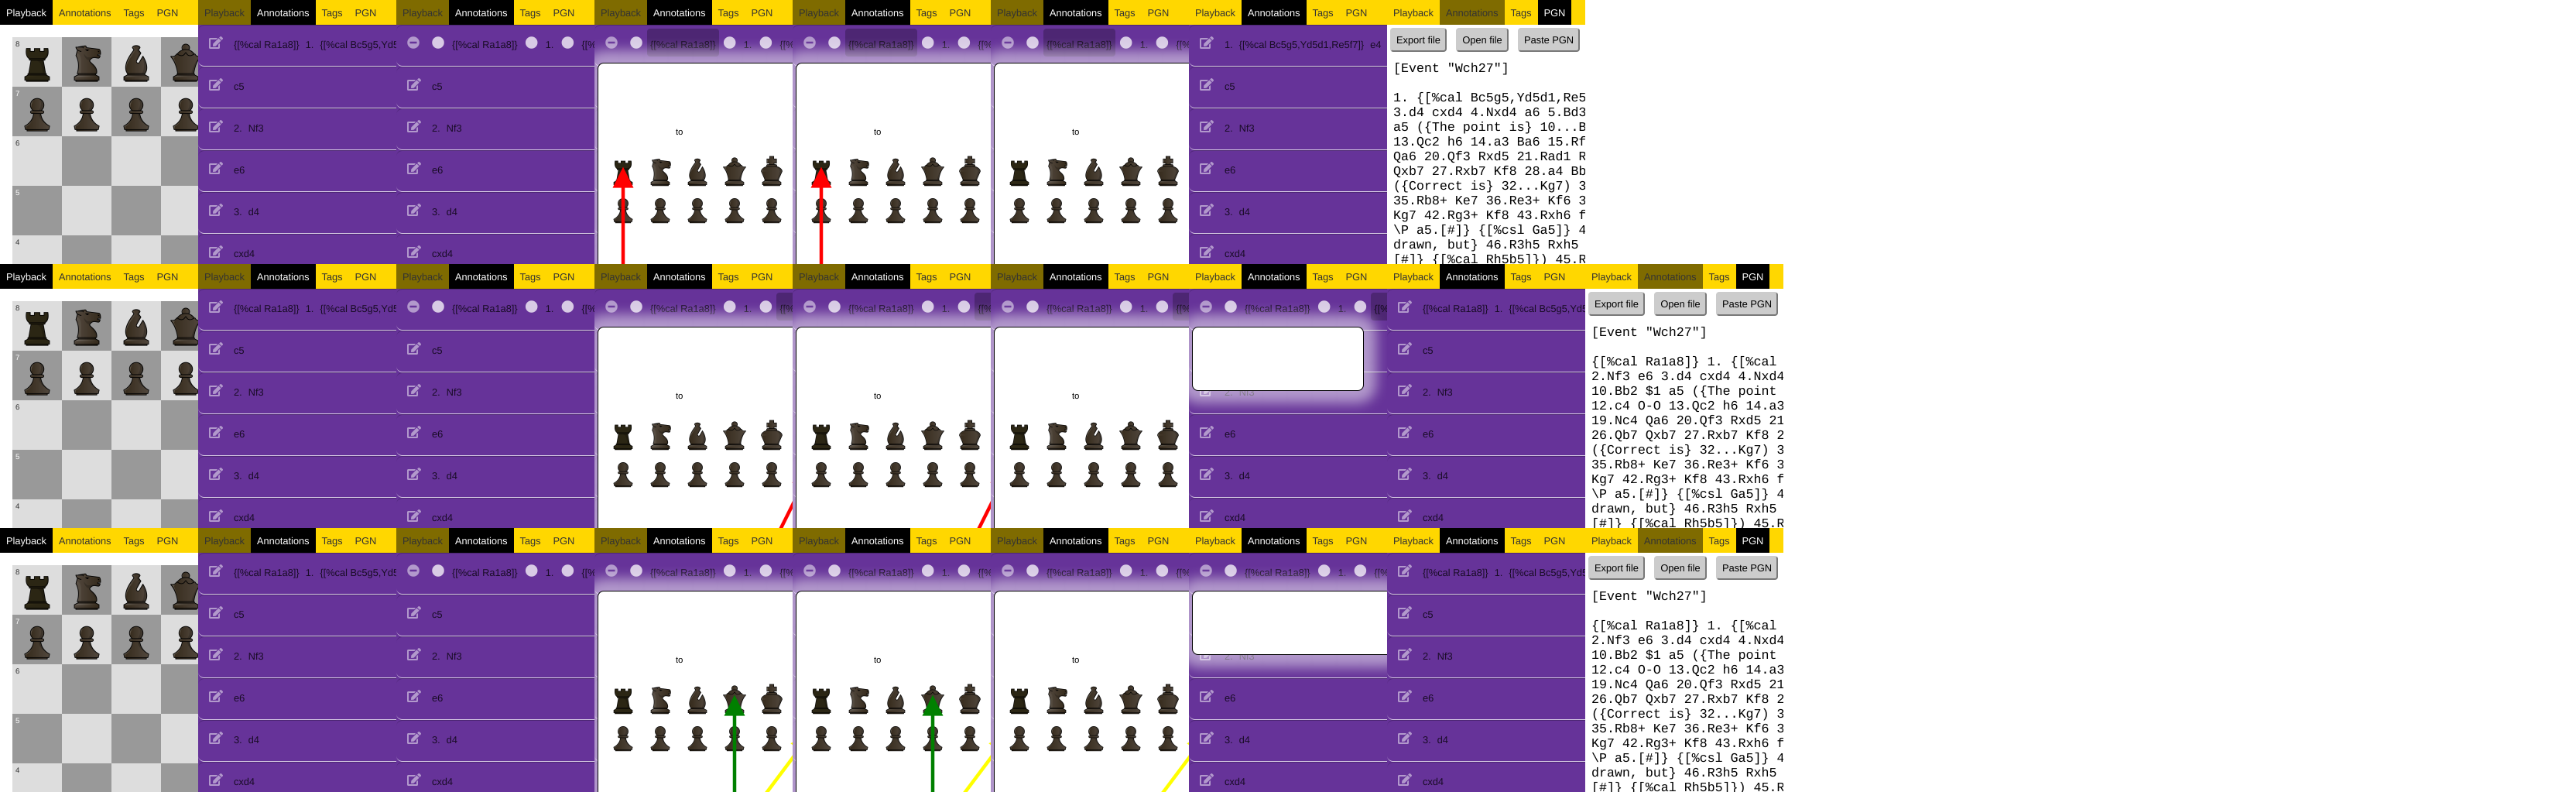 Playback Annotations Tags PGN
8
7
6
5
4
Playback Annotations Tags PGN
{[%cal Ra1a8]} 1. {[%cal Bc5g5,Yd5
c5
2. Nf3
e6
3. d4
cxd4
Playback Annotations Tags PGN
{[%cal Ra1a8]} 1. {[%
c5
2. Nf3
e6
3. d4
cxd4
Playback Annotations Tags PGN
{[%cal Ra1a8]} 1. {[%
to
Playback Annotations Tags PGN
{[%cal Ra1a8]} 1. {[%
to
Playback Annotations Tags PGN
{[%cal Ra1a8]} 1. {[%
to
Playback Annotations Tags PGN
1. {[%cal Bc5g5,Yd5d1,Re5f7]} e4
c5
2. Nf3
e6
3. d4
cxd4
Playback Annotations Tags PGN
Export file Open file Paste PGN
[Event "Wch27"]
1. {[%cal Bc5g5,Yd5d1,Re5
3.d4 cxd4 4.Nxd4 a6 5.Bd3
a5 ({The point is} 10...B
13.Qc2 h6 14.a3 Ba6 15.Rf
Qa6 20.Qf3 Rxd5 21.Rad1 R
Qxb7 27.Rxb7 Kf8 28.a4 Bb
({Correct is} 32...Kg7) 3
35.Rb8+ Ke7 36.Re3+ Kf6 3
Kg7 42.Rg3+ Kf8 43.Rxh6 f
\P a5.[#]} {[%csl Ga5]} 4
drawn, but} 46.R3h5 Rxh5
[#]} {[%cal Rh5b5]}) 45.R
Playback Annotations Tags PGN
8
7
6
5
4
Playback Annotations Tags PGN
{[%cal Ra1a8]} 1. {[%cal Bc5g5,Yd5
c5
2. Nf3
e6
3. d4
cxd4
Playback Annotations Tags PGN
{[%cal Ra1a8]} 1. {[%
c5
2. Nf3
e6
3. d4
cxd4
Playback Annotations Tags PGN
{[%cal Ra1a8]} 1. {[%
to
Playback Annotations Tags PGN
{[%cal Ra1a8]} 1. {[%
to
Playback Annotations Tags PGN
{[%cal Ra1a8]} 1. {[%
to
Playback Annotations Tags PGN
{[%cal Ra1a8]} 1. {[%
2. Nf3
e6
3. d4
cxd4
Playback Annotations Tags PGN
{[%cal Ra1a8]} 1. {[%cal Bc5g5,Yd5
c5
2. Nf3
e6
3. d4
cxd4
Playback Annotations Tags PGN
Export file Open file Paste PGN
[Event "Wch27"]
{[%cal Ra1a8]} 1. {[%cal
2.Nf3 e6 3.d4 cxd4 4.Nxd4
10.Bb2 $1 a5 ({The point
12.c4 O-O 13.Qc2 h6 14.a3
19.Nc4 Qa6 20.Qf3 Rxd5 21
26.Qb7 Qxb7 27.Rxb7 Kf8 2
({Correct is} 32...Kg7) 3
35.Rb8+ Ke7 36.Re3+ Kf6 3
Kg7 42.Rg3+ Kf8 43.Rxh6 f
\P a5.[#]} {[%csl Ga5]} 4
drawn, but} 46.R3h5 Rxh5
[#]} {[%cal Rh5b5]}) 45.R
Playback Annotations Tags PGN
8
7
6
5
4
Playback Annotations Tags PGN
{[%cal Ra1a8]} 1. {[%cal Bc5g5,Yd5
c5
2. Nf3
e6
3. d4
cxd4
Playback Annotations Tags PGN
{[%cal Ra1a8]} 1. {[%
c5
2. Nf3
e6
3. d4
cxd4
Playback Annotations Tags PGN
{[%cal Ra1a8]} 1. {[%
to
Playback Annotations Tags PGN
{[%cal Ra1a8]} 1. {[%
to
Playback Annotations Tags PGN
{[%cal Ra1a8]} 1. {[%
to
Playback Annotations Tags PGN
{[%cal Ra1a8]} 1. {[%
2. Nf3
e6
3. d4
cxd4
Playback Annotations Tags PGN
{[%cal Ra1a8]} 1. {[%cal Bc5g5,Yd5
c5
2. Nf3
e6
3. d4
cxd4
Playback Annotations Tags PGN
Export file Open file Paste PGN
[Event "Wch27"]
{[%cal Ra1a8]} 1. {[%cal
2.Nf3 e6 3.d4 cxd4 4.Nxd4
10.Bb2 $1 a5 ({The point
12.c4 O-O 13.Qc2 h6 14.a3
19.Nc4 Qa6 20.Qf3 Rxd5 21
26.Qb7 Qxb7 27.Rxb7 Kf8 2
({Correct is} 32...Kg7) 3
35.Rb8+ Ke7 36.Re3+ Kf6 3
Kg7 42.Rg3+ Kf8 43.Rxh6 f
\P a5.[#]} {[%csl Ga5]} 4
drawn, but} 46.R3h5 Rxh5
[#]} {[%cal Rh5b5]}) 45.R